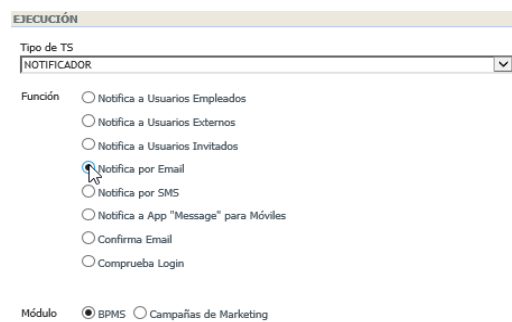 EJECUCIÓN
Tipo de TS
NOTIFICADOR
Función
Notifica a Usuarios Empleados
Notifica a Usuarios Externos
Notifica a Usuarios Invitados
Notifica por Email
Notifica por SMS
Notifica a App "Message" para Móviles
Confirma Email
Comprueba Login
Módulo BPMS Campañas de Marketing